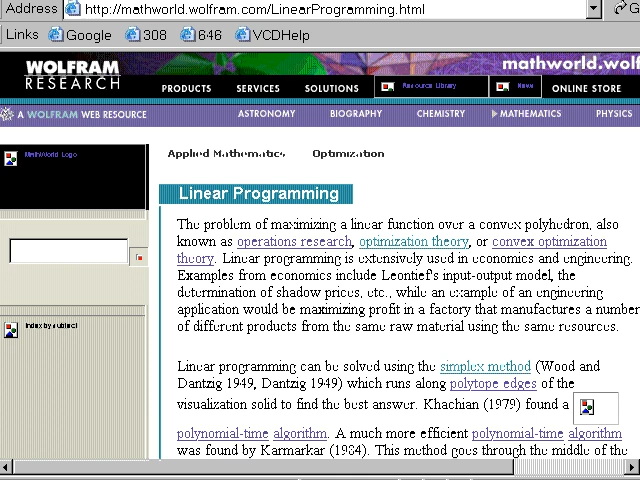 Address http://mathworld.wolfram.com/LinearProgramming.html G
Links Google 308 646 VCDHelp
WOLFRAM RESEARCH mathworld.wolf
PRODUCTS SERVICES SOLUTIONS Resource Library News ONLINE STORE
A WOLFRAM WEB RESOURCE ASTRONOMY BIOGRAPHY CHEMISTRY MATHEMATICS PHYSICS
MathWorld Logo
Applied Mathematics Optimization
Linear Programming
The problem of maximizing a linear function over a convex polyhedron, also
known as operations research, optimization theory, or convex optimization
theory. Linear programming is extensively used in economics and engineering.
Examples from economics include Leontief's input-output model, the
determination of shadow prices, etc., while an example of an engineering
application would be maximizing profit in a factory that manufactures a number
of different products from the same raw material using the same resources.
Index by subject
Linear programming can be solved using the simplex method (Wood and
Dantzig 1949, Dantzig 1949) which runs along polytope edges of the
visualization solid to find the best answer. Khachian (1979) found a
polynomial-time algorithm. A much more efficient polynomial-time algorithm
was found by Karmarkar (1984). This method goes through the middle of the